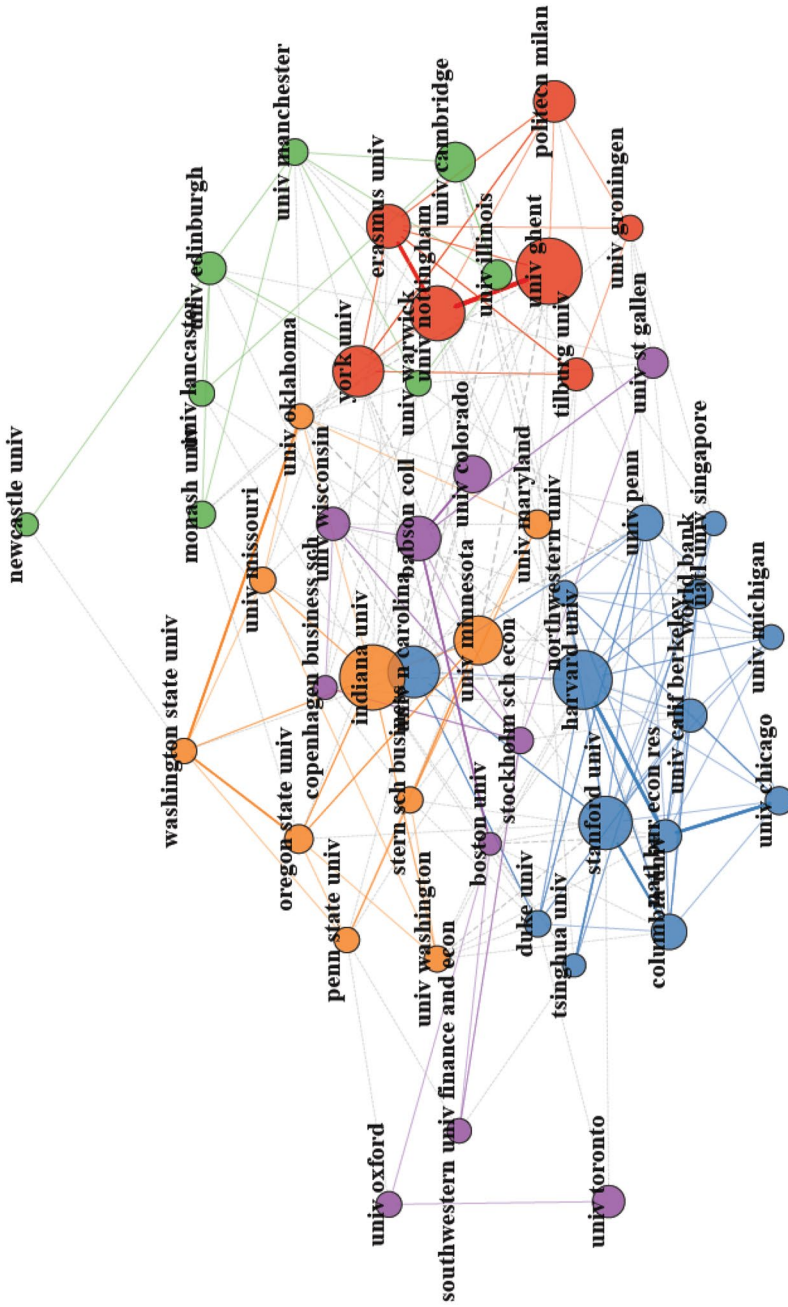 newcastle univ
washington state univ
monash univ
univ lancaster
univ edinburgh
univ missouri
univ manchester
oregon state univ
univ oklahoma
copenhagen business sch
univ wisconsin
penn state univ
york univ
indiana univ
univ oxford
erasmus univ
stern sch business
n carolina
babson coll
univ warwick
univ nottingham
univ washington
univ cambridge
southwestern univ finance and econ
univ colorado
univ minnesota
boston univ
univ illinois
stockholm sch econ
duke univ
univ maryland
univ ghent
politecn milan
northwestern univ
tsinghua univ
tilburg univ
harvard univ
stanford univ
univ toronto
univ groningen
univ penn
univ st gallen
natl bur econ res
columbia univ
univ calif berkeley
world bank
natl univ singapore
univ michigan
univ chicago